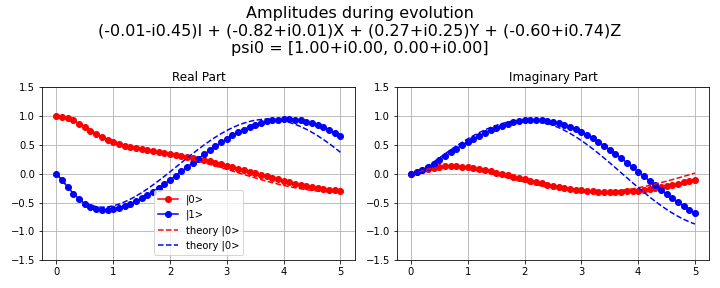 Amplitudes during evolution
(-0.01-i0.45)I + (-0.82+i0.01)X + (0.27+i0.25)Y + (-0.60+i0.74)Z
psi0 = [1.00+i0.00, 0.00+i0.00]
Real Part
1.5
1.0
0.5
0.0
−0.5
−1.0
−1.5
0 1 2 3 4 5
|0>
|1>
theory |0>
theory |0>
Imaginary Part
1.5
1.0
0.5
0.0
−0.5
−1.0
−1.5
0 1 2 3 4 5